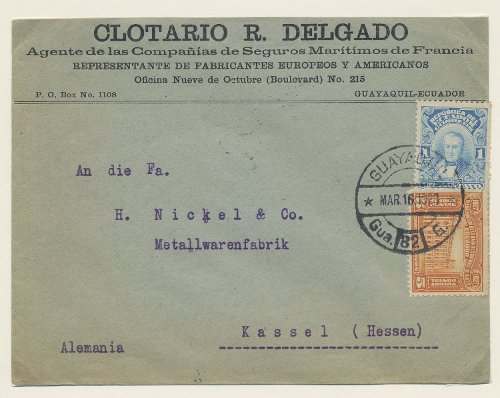 CLOTARIO R. DELGADO
Agente de las Compañías de Seguros Marítimos de Francia
REPRESENTANTE DE FABRICANTES EUROPEOS Y AMERICANOS
Oficina Nueve de Octubre (Boulevard) No. 215
P. O. Box No. 1108 GUAYAQUIL-ECUADOR
An die Fa.
H. Nickel & Co.
Metallwarenfabrik
Kassel (Hessen)
Alemania
1 1
GUAYAQUIL
* MAR.16
Gua. 82 G.